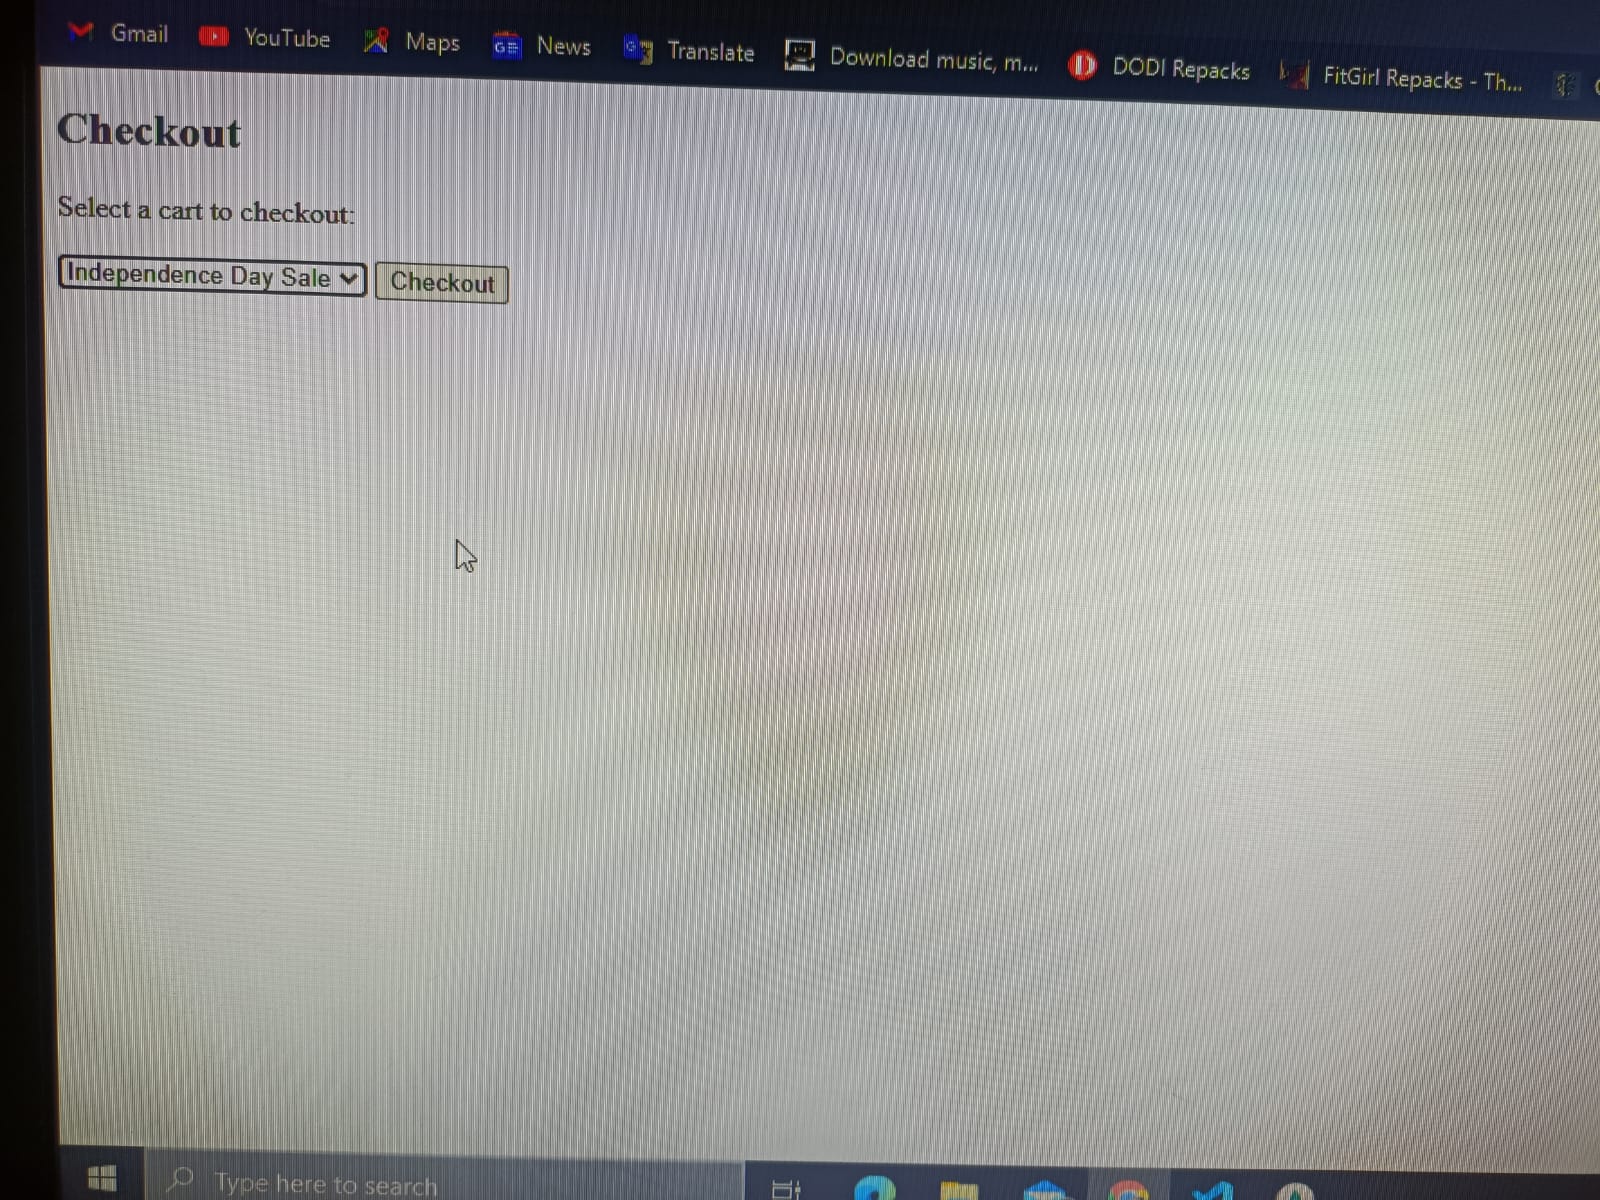 Gmail YouTube Maps News Translate Download music, m... DODI Repacks FitGirl Repacks - Th...
Checkout
Select a cart to checkout:
Independence Day Sale Checkout
Type here to search